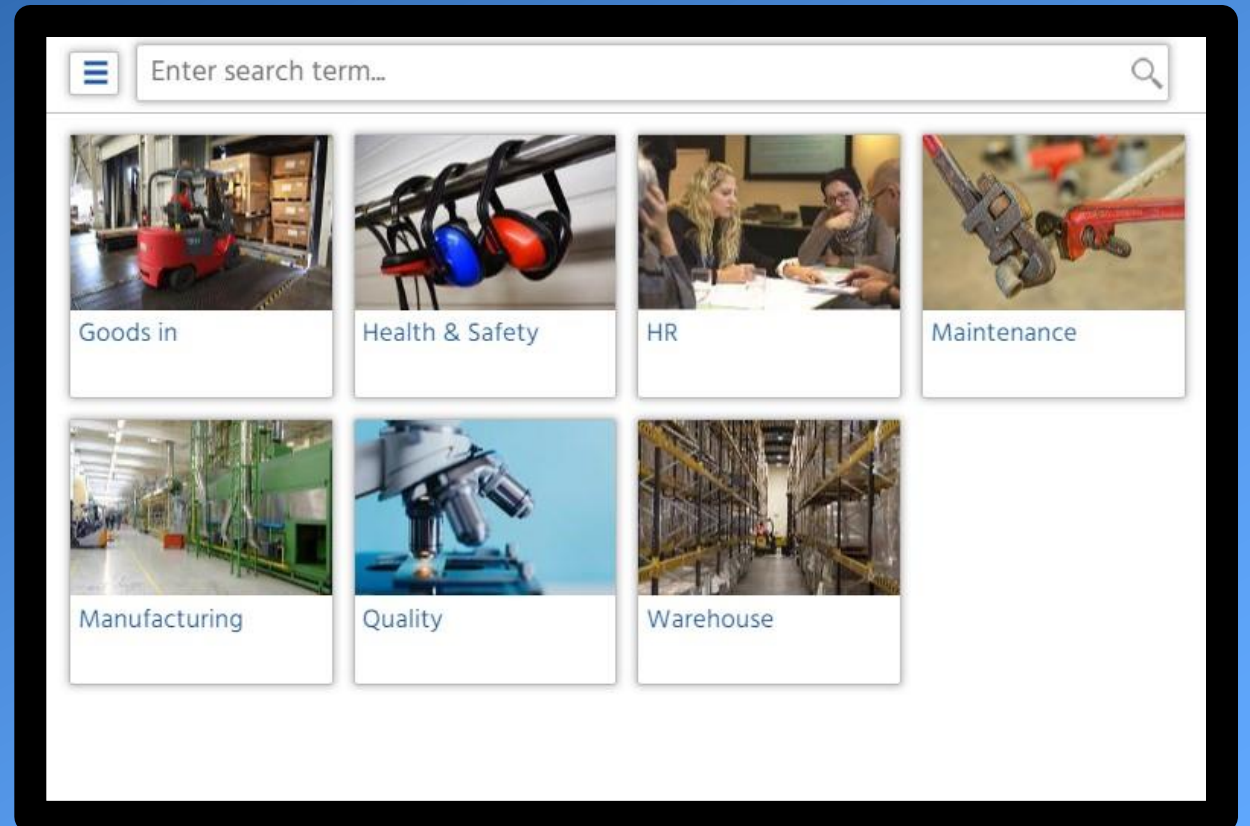 Enter search term...
Goods in
Health & Safety
HR
Maintenance
Manufacturing
Quality
Warehouse